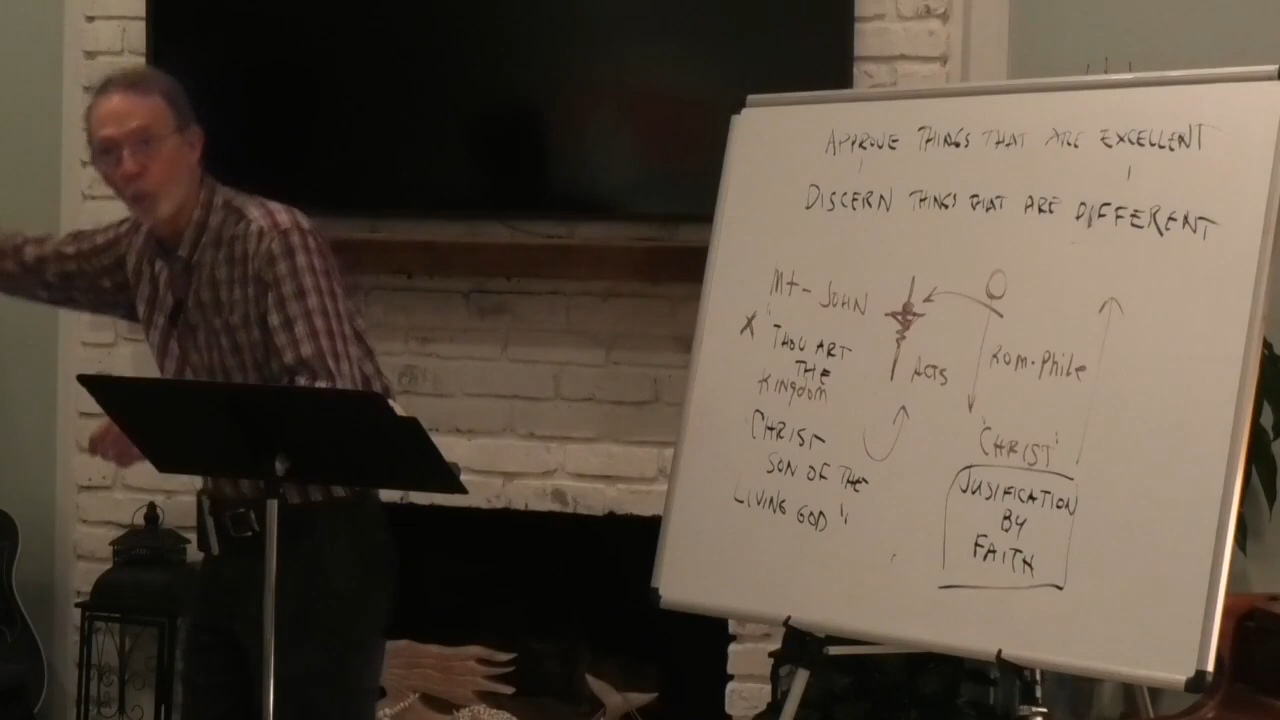 APPROVE THINGS THAT ARE EXCELLENT
DISCERN THINGS THAT ARE DIFFERENT
Mt - JOHN
" THOU ART
THE
Kingdom
CHRIST
SON OF THE
LIVING GOD"
ACTS
Rom - Phile
"CHRIST"
JUSIFICATION
BY
FAITH